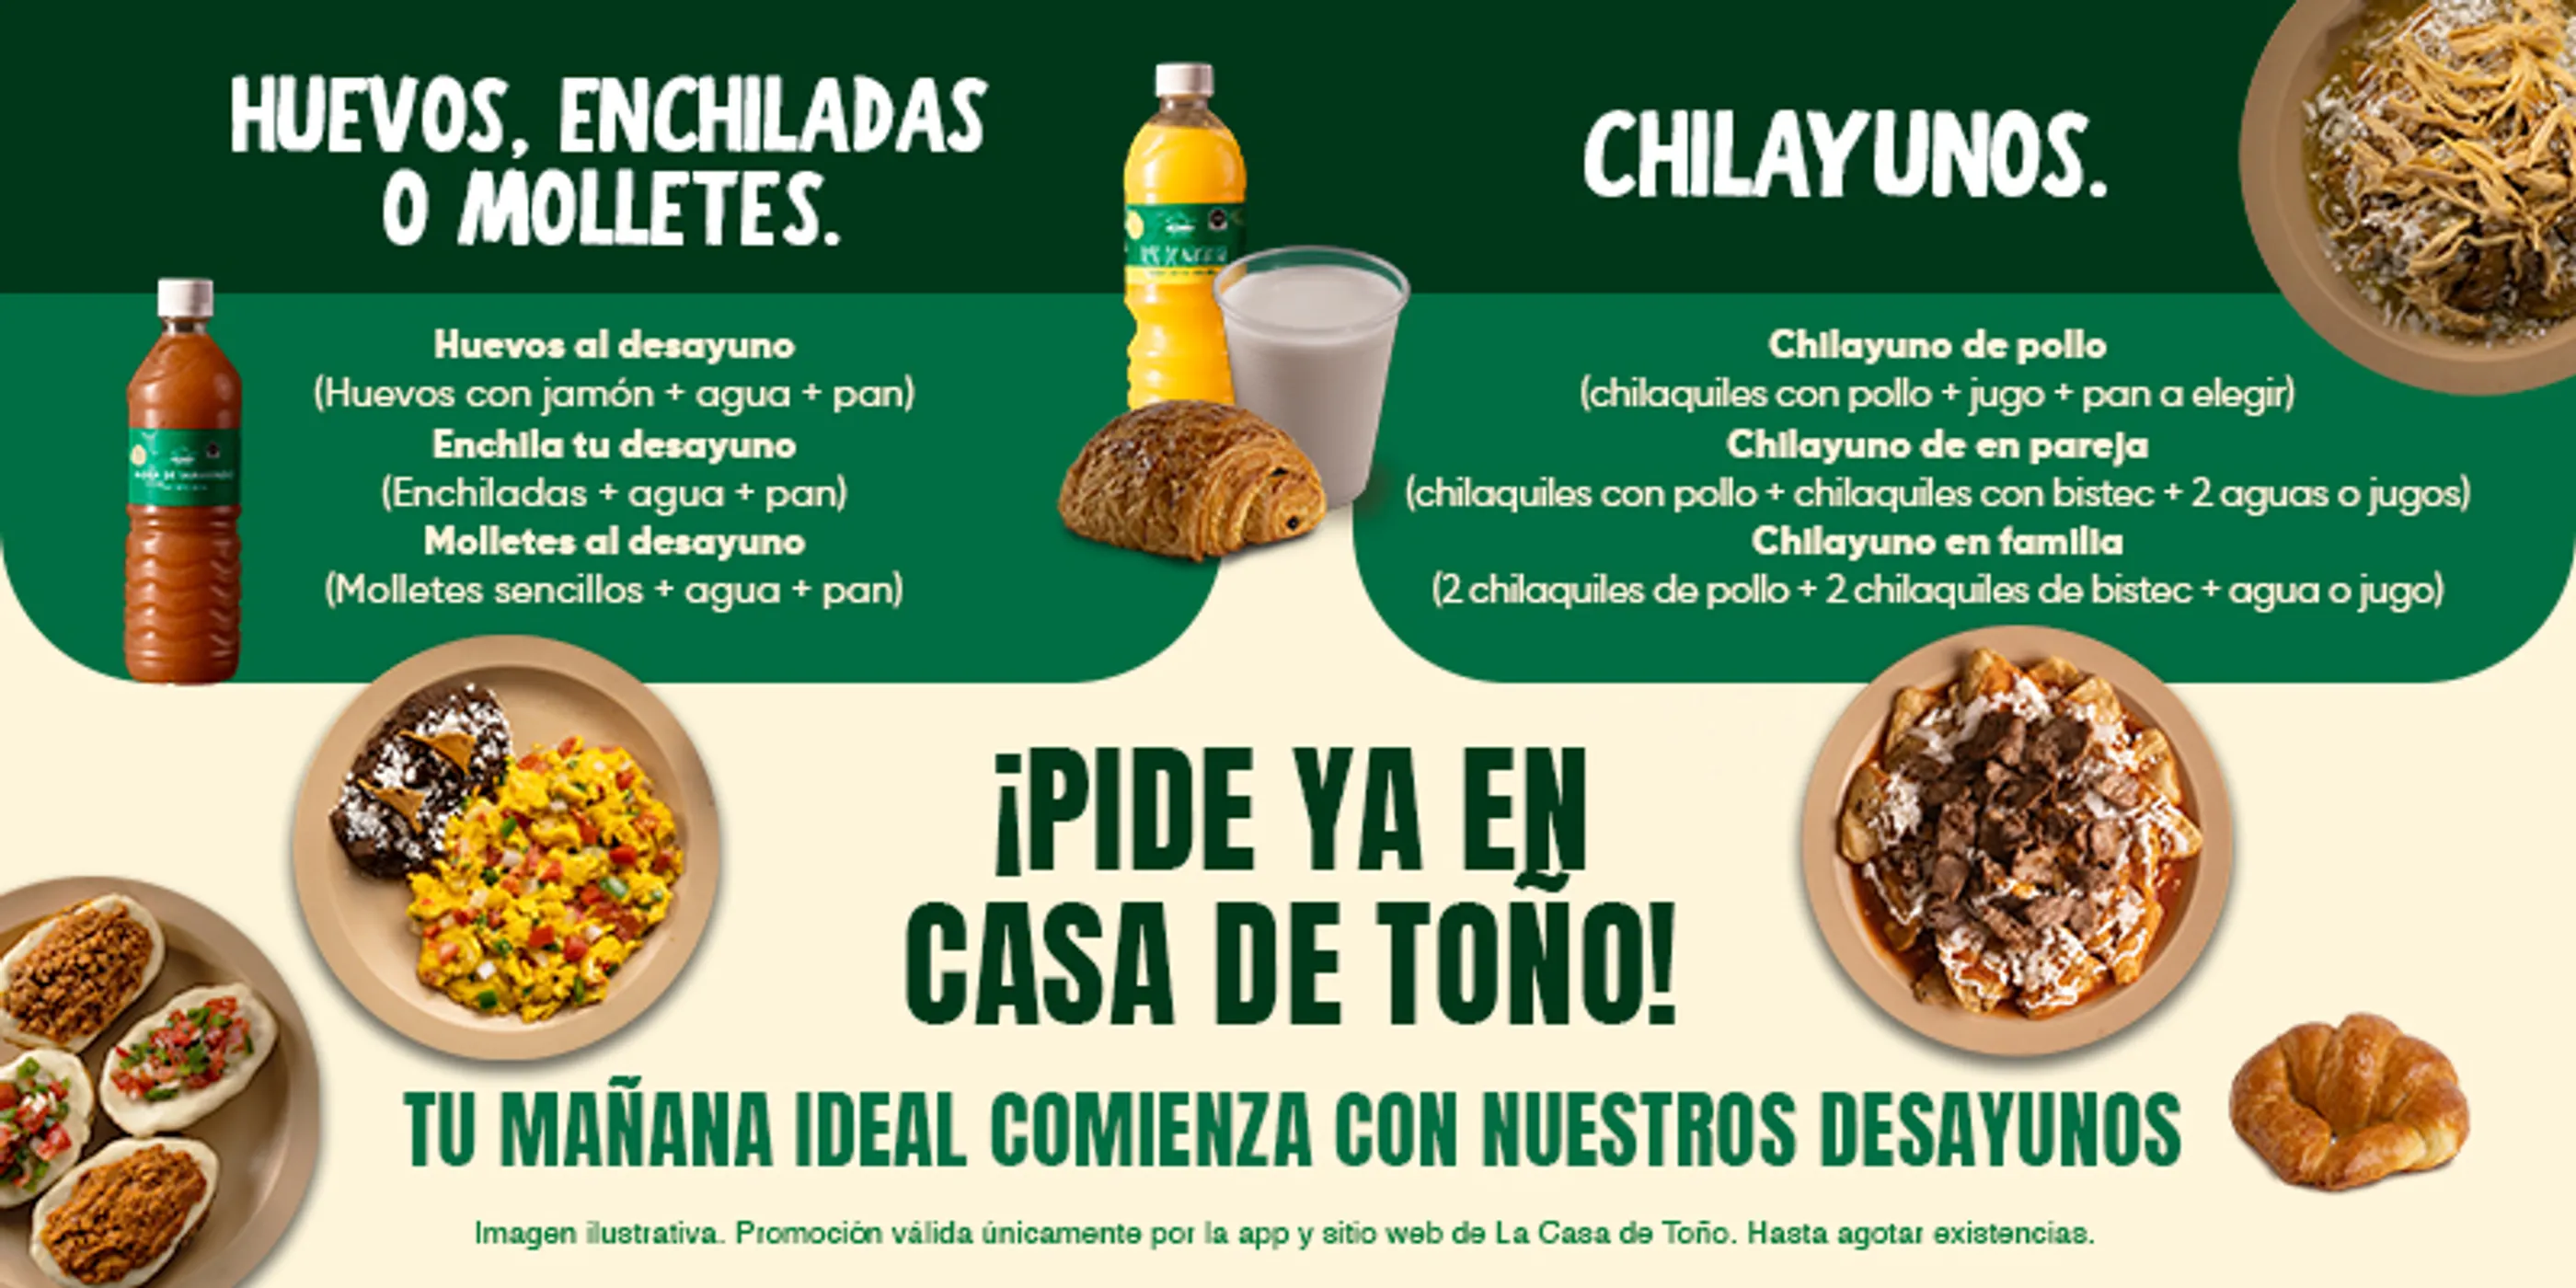 HUEVOS, ENCHILADAS
O MOLLETES.
Huevos al desayuno
(Huevos con jamón + agua + pan)
Enchila tu desayuno
(Enchiladas + agua + pan)
Molletes al desayuno
(Molletes sencillos + agua + pan)
CHILAYUNOS.
Chilayuno de pollo
(chilaquiles con pollo + jugo + pan a elegir)
Chilayuno de en pareja
(chilaquiles con pollo + chilaquiles con bistec + 2 aguas o jugos)
Chilayuno en familia
(2 chilaquiles de pollo + 2 chilaquiles de bistec + agua o jugo)
¡PIDE YA EN
CASA DE TOÑO!
TU MAÑANA IDEAL COMIENZA CON NUESTROS DESAYUNOS
Imagen ilustrativa. Promoción válida únicamente por la app y sitio web de La Casa de Toño. Hasta agotar existencias.